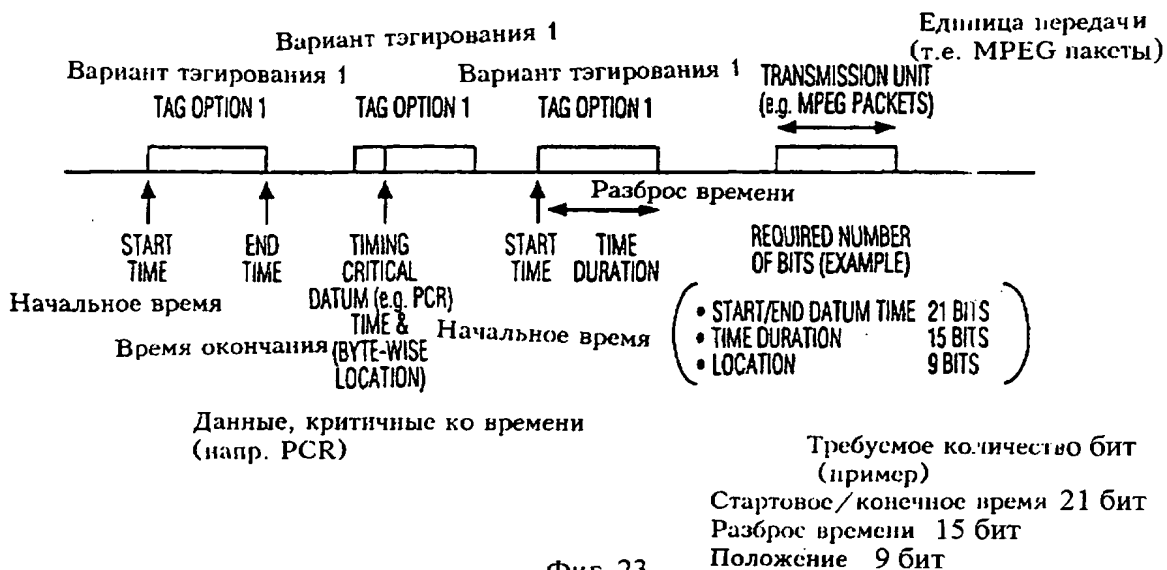 Вариант тэгирования 1
Единица передачи
(т.е. MPEG пакеты)
Вариант тэгирования 1
Вариант тэгирования 1
TRANSMISSION UNIT
(e.g. MPEG PACKETS)
TAG OPTION 1
TAG OPTION 1
TAG OPTION 1
Разброс времени
START
TIME
END
TIME
TIMING
CRITICAL
DATUM (e.g. PCR)
TIME &
(BYTE-WISE
LOCATION)
START
TIME
TIME
DURATION
REQUIRED NUMBER
OF BITS (EXAMPLE)
• START/END DATUM TIME 21 BITS
• TIME DURATION 15 BITS
• LOCATION 9 BITS
Начальное время
Время окончания
Начальное время
Данные, критичные ко времени
(напр. PCR)
Требуемое количество бит
(пример)
Стартовое/конечное время 21 бит
Разброс времени 15 бит
Положение 9 бит
Фиг. 23